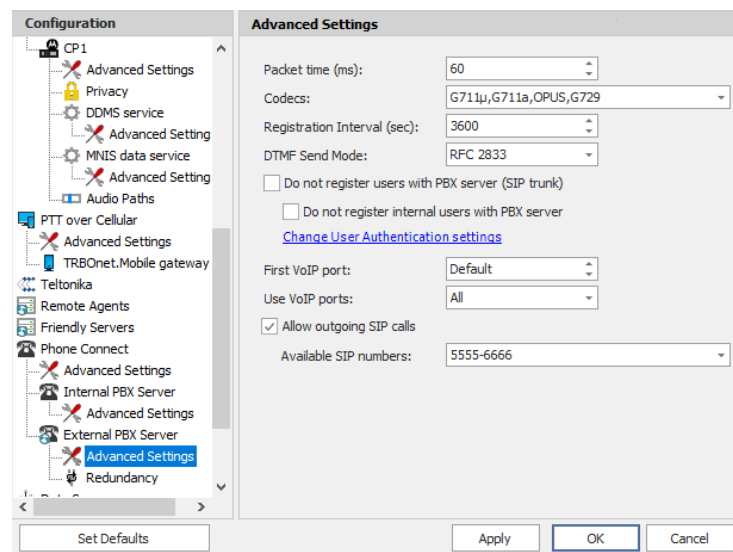 Configuration
CP1
Advanced Settings
Privacy
DDMS service
Advanced Setting
MNIS data service
Advanced Setting
Audio Paths
PTT over Cellular
Advanced Settings
TRBOnet.Mobile gateway
Teltonika
Remote Agents
Friendly Servers
Phone Connect
Advanced Settings
Internal PBX Server
Advanced Settings
External PBX Server
Advanced Settings
Redundancy
Set Defaults
Advanced Settings
Packet time (ms): 60
Codecs: G711µ,G711a,OPUS,G729
Registration Interval (sec): 3600
DTMF Send Mode: RFC 2833
Do not register users with PBX server (SIP trunk)
Do not register internal users with PBX server
Change User Authentication settings
First VoIP port: Default
Use VoIP ports: All
Allow outgoing SIP calls
Available SIP numbers: 5555-6666
Apply OK Cancel